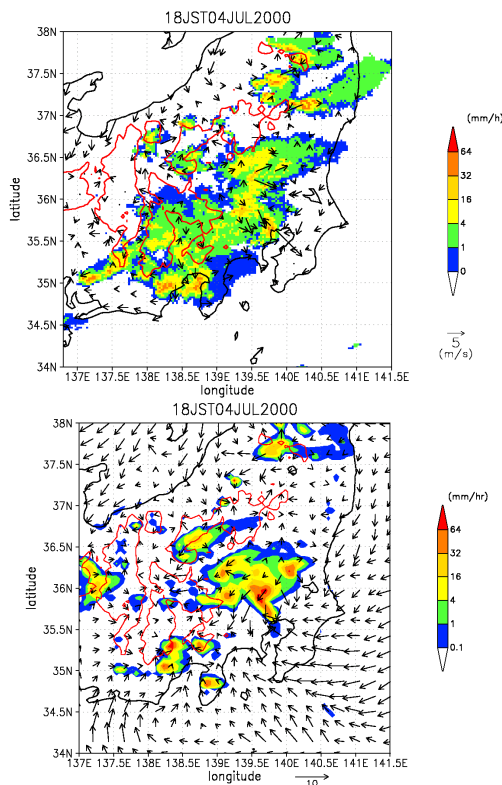 18JST04JUL2000
38N
37.5N
37N
36.5N
36N
35.5N
35N
34.5N
34N
latitude
137E 137.5E 138E 138.5E 139E 139.5E 140E 140.5E 141E 141.5E
longitude
(mm/h)
64
32
16
4
1
0
5
(m/s)
18JST04JUL2000
38N
37.5N
37N
36.5N
36N
35.5N
35N
34.5N
34N
latitude
137E 137.5E 138E 138.5E 139E 139.5E 140E 140.5E 141E 141.5E
longitude
10
(mm/hr)
64
32
16
4
1
0.1